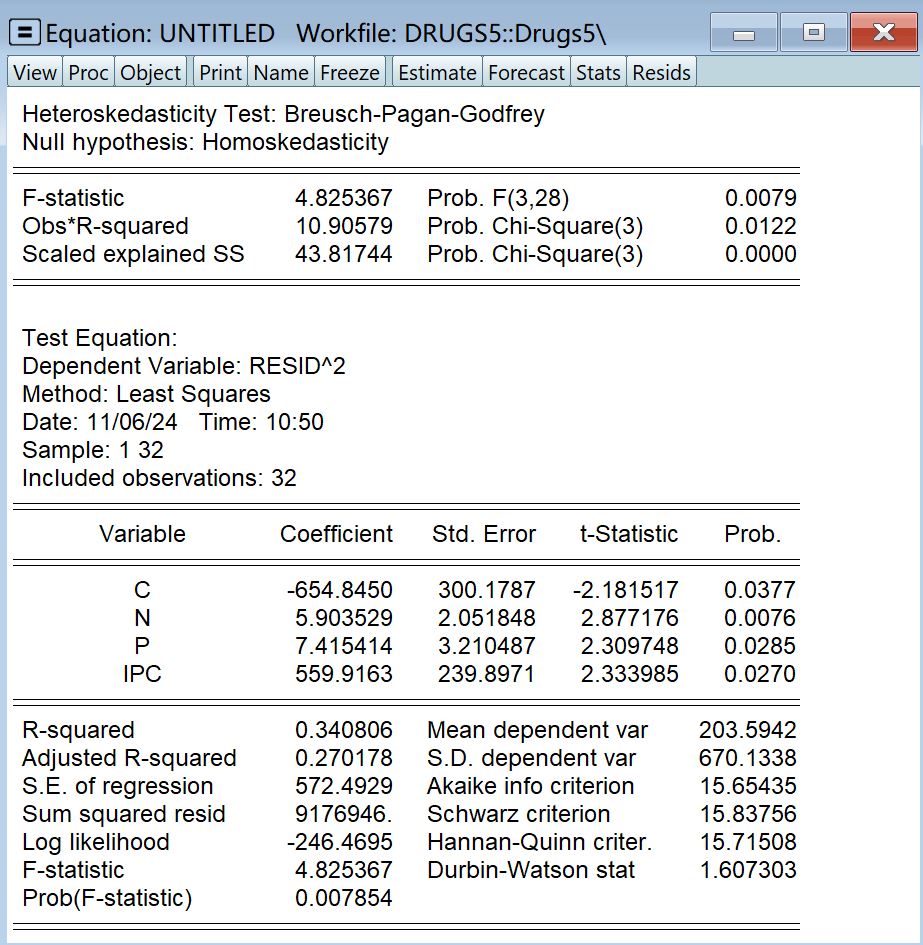 Equation: UNTITLED Workfile: DRUGS5::Drugs5\
View Proc Object Print Name Freeze Estimate Forecast Stats Resids
Heteroskedasticity Test: Breusch-Pagan-Godfrey
Null hypothesis: Homoskedasticity
F-statistic 4.825367 Prob. F(3,28) 0.0079
Obs*R-squared 10.90579 Prob. Chi-Square(3) 0.0122
Scaled explained SS 43.81744 Prob. Chi-Square(3) 0.0000
Test Equation:
Dependent Variable: RESID^2
Method: Least Squares
Date: 11/06/24 Time: 10:50
Sample: 1 32
Included observations: 32
Variable Coefficient Std. Error t-Statistic Prob.
C -654.8450 300.1787 -2.181517 0.0377
N 5.903529 2.051848 2.877176 0.0076
P 7.415414 3.210487 2.309748 0.0285
IPC 559.9163 239.8971 2.333985 0.0270
R-squared 0.340806 Mean dependent var 203.5942
Adjusted R-squared 0.270178 S.D. dependent var 670.1338
S.E. of regression 572.4929 Akaike info criterion 15.65435
Sum squared resid 9176946. Schwarz criterion 15.83756
Log likelihood -246.4695 Hannan-Quinn criter. 15.71508
F-statistic 4.825367 Durbin-Watson stat 1.607303
Prob(F-statistic) 0.007854